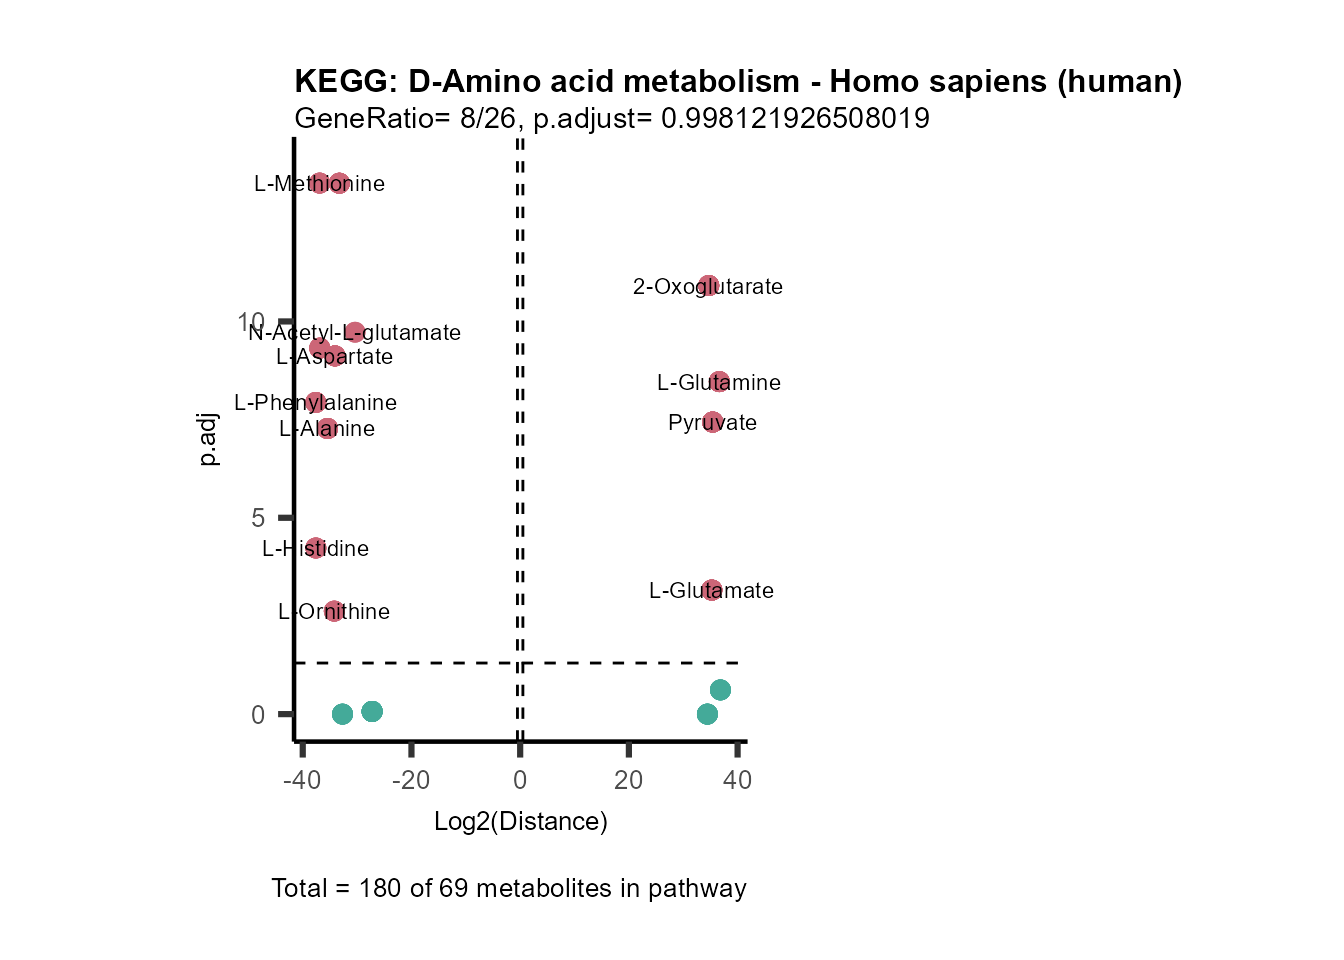 KEGG: D-Amino acid metabolism - Homo sapiens (human)
GeneRatio= 8/26, p.adjust= 0.998121926508019
L-Methionine
2-Oxoglutarate
10
N-Acetyl-L-glutamate
L-Aspartate
L-Glutamine
L-Phenylalanine
Pyruvate
L-Alanine
p.adj
5
L-Histidine
L-Glutamate
L-Ornithine
0
-40 -20 0 20 40
Log2(Distance)
Total = 180 of 69 metabolites in pathway